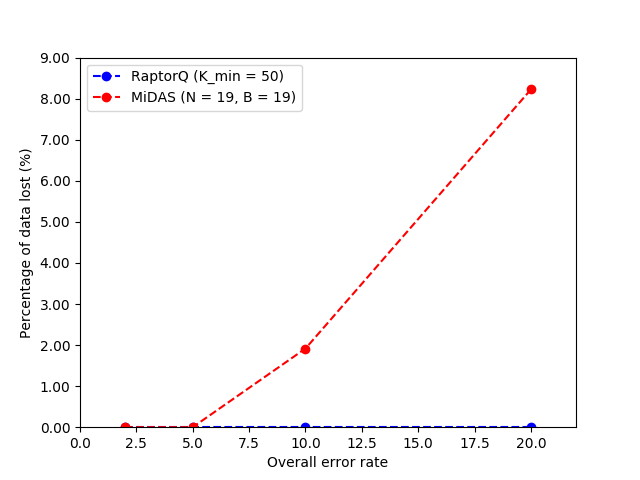 RaptorQ (K_min = 50)
MiDAS (N = 19, B = 19)
Percentage of data lost (%)
9.00
8.00
7.00
6.00
5.00
4.00
3.00
2.00
1.00
0.00
0.0 2.5 5.0 7.5 10.0 12.5 15.0 17.5 20.0
Overall error rate